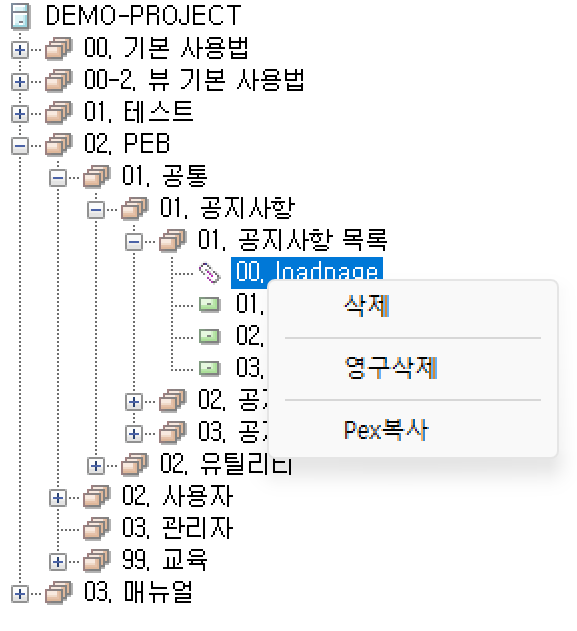 DEMO-PROJECT
00. 기본 사용법
00-2. 뷰 기본 사용법
01. 테스트
02. PEB
01. 공통
01. 공지사항
01. 공지사항 목록
00. loadpage
01.
삭제
02.
03.
영구삭제
02.
03.
Pex복사
02. 유틸리티
02. 사용자
03. 관리자
99. 교육
03. 매뉴얼